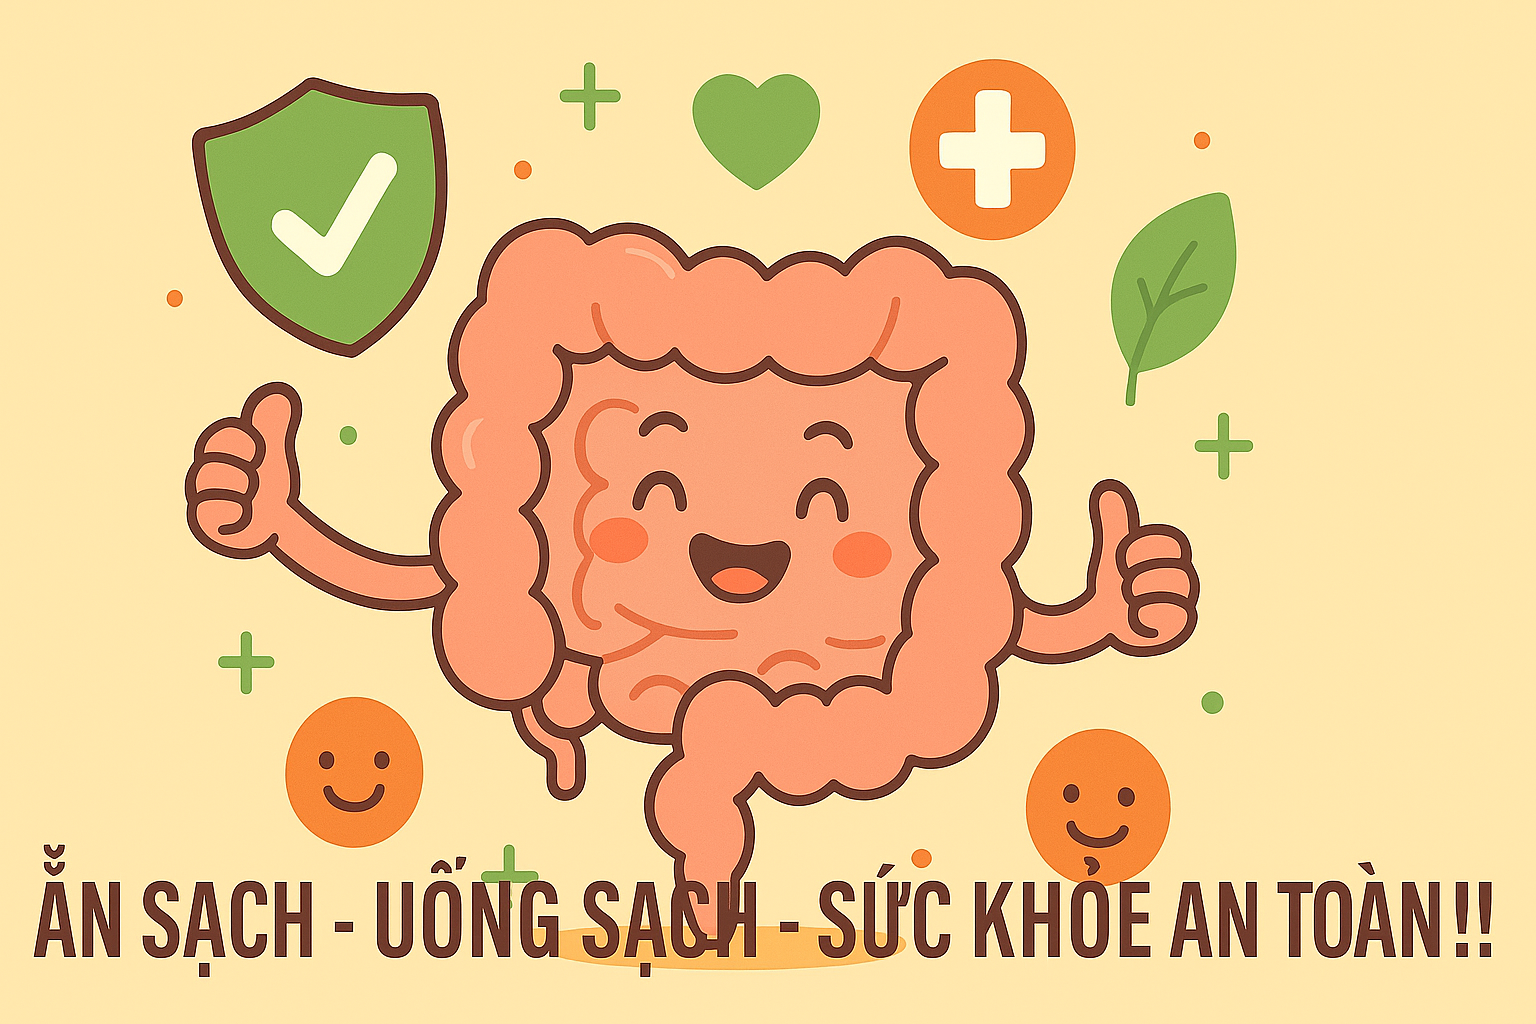 ĂN SẠCH - UỐNG SẠCH - SỨC KHỎE AN TOÀN!!